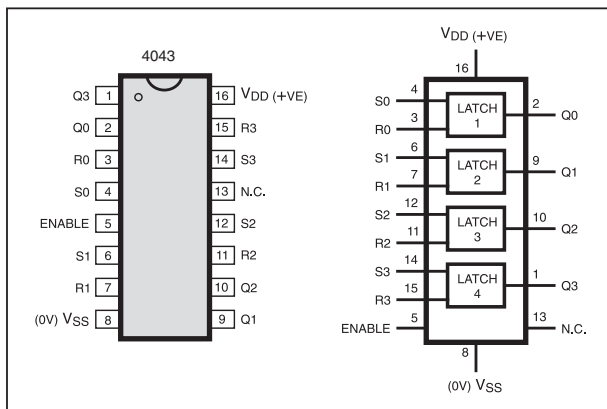 4043
Q3 1
Q0 2
R0 3
S0 4
ENABLE 5
S1 6
R1 7
(0V) VSS 8
16 VDD (+VE)
15 R3
14 S3
13 N.C.
12 S2
11 R2
10 Q2
9 Q1
VDD (+VE)
16
S0 4
R0 3
LATCH
1
2 Q0
S1 6
R1 7
LATCH
2
9 Q1
S2 12
R2 11
LATCH
3
10 Q2
S3 14
R3 15
LATCH
4
1 Q3
ENABLE 5
13 N.C.
8
(0V) VSS